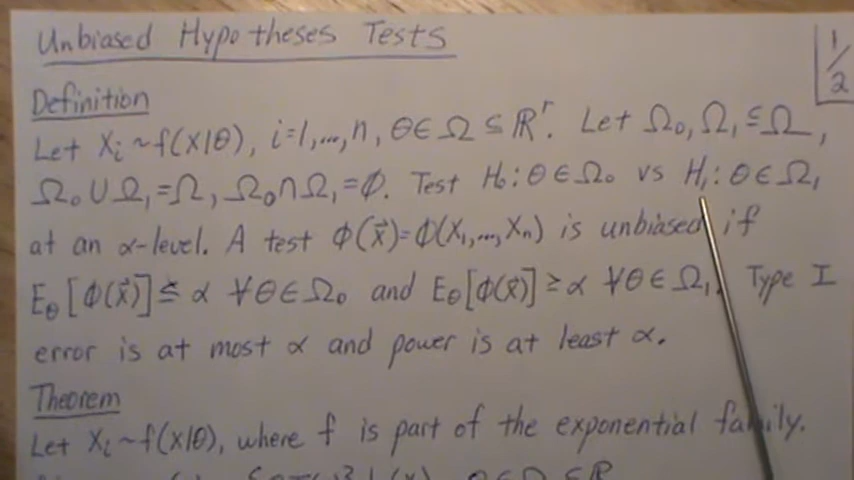 Unbiased Hypotheses Tests
1/2
Definition
Let Xi ~ f(x|θ), i=1,...,n, θ∈Ω⊆ℝ^r. Let Ω₀, Ω₁⊆Ω,
Ω₀∪Ω₁=Ω, Ω₀∩Ω₁=∅. Test H₀: θ∈Ω₀ vs H₁: θ∈Ω₁
at an α-level. A test ϕ(x⃗)=ϕ(X₁,...,Xn) is unbiased if
E_θ[ϕ(x⃗)] ≤ α ∀θ∈Ω₀ and E_θ[ϕ(x⃗)] ≥ α ∀θ∈Ω₁. Type I
error is at most α and power is at least α.
Theorem
Let Xi ~ f(x|θ), where f is part of the exponential family.